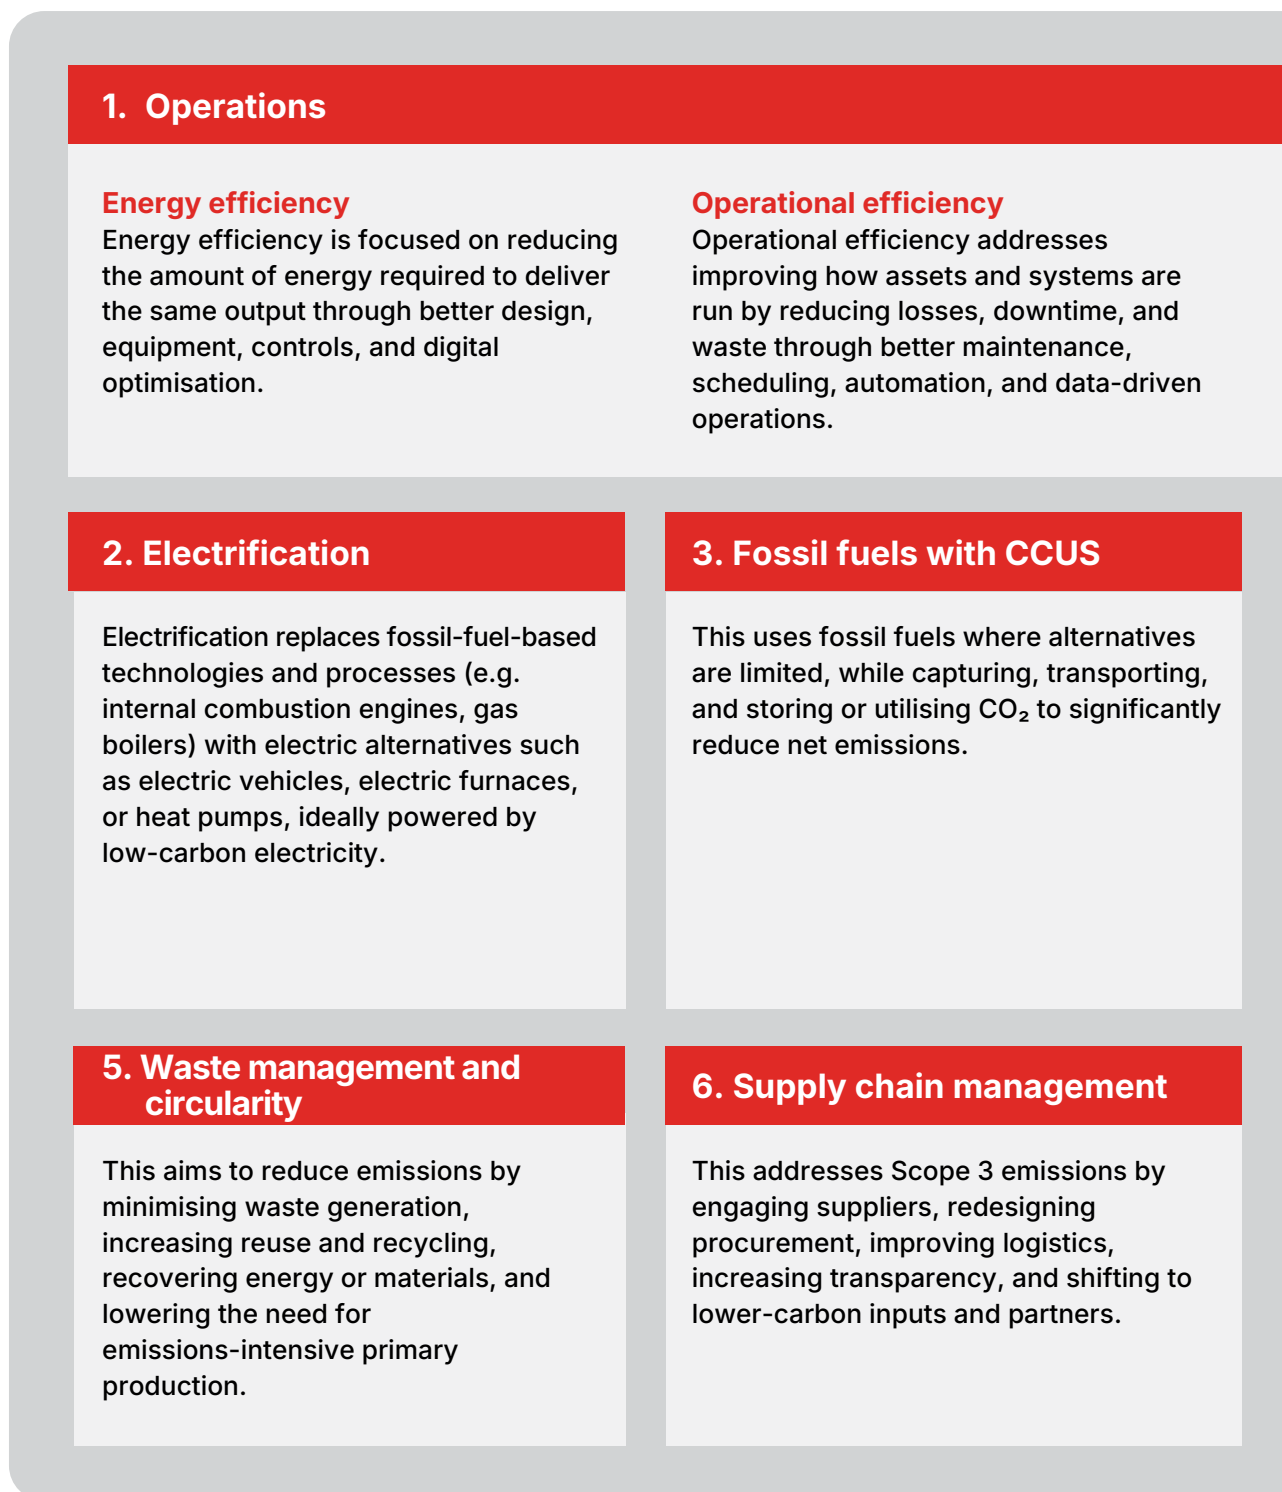 1. Operations
Energy efficiency
Energy efficiency is focused on reducing
the amount of energy required to deliver
the same output through better design,
equipment, controls, and digital
optimisation.
Operational efficiency
Operational efficiency addresses
improving how assets and systems are
run by reducing losses, downtime, and
waste through better maintenance,
scheduling, automation, and data-driven
operations.
2. Electrification
Electrification replaces fossil-fuel-based
technologies and processes (e.g.
internal combustion engines, gas
boilers) with electric alternatives such
as electric vehicles, electric furnaces,
or heat pumps, ideally powered by
low-carbon electricity.
3. Fossil fuels with CCUS
This uses fossil fuels where alternatives
are limited, while capturing, transporting,
and storing or utilising CO₂ to significantly
reduce net emissions.
5. Waste management and
circularity
This aims to reduce emissions by
minimising waste generation,
increasing reuse and recycling,
recovering energy or materials, and
lowering the need for
emissions-intensive primary
production.
6. Supply chain management
This addresses Scope 3 emissions by
engaging suppliers, redesigning
procurement, improving logistics,
increasing transparency, and shifting to
lower-carbon inputs and partners.